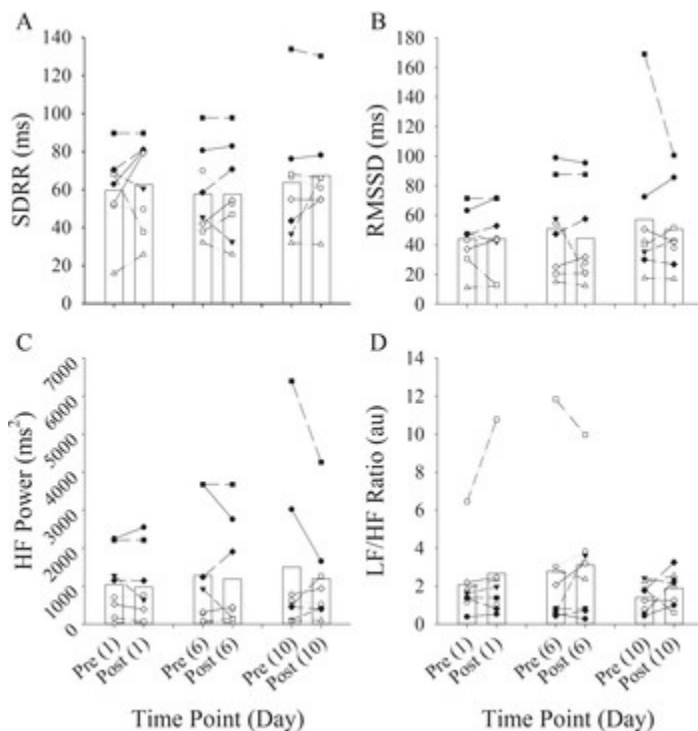 A
SDRR (ms)
140
120
100
80
60
40
20
0
B
RMSSD (ms)
180
160
140
120
100
80
60
40
20
0
C
HF Power (ms²)
7000
6000
5000
4000
3000
2000
1000
0
Pre (1)
Post (1)
Pre (6)
Post (6)
Pre (10)
Post (10)
Time Point (Day)
D
LF/HF Ratio (au)
14
12
10
8
6
4
2
0
Pre (1)
Post (1)
Pre (6)
Post (6)
Pre (10)
Post (10)
Time Point (Day)